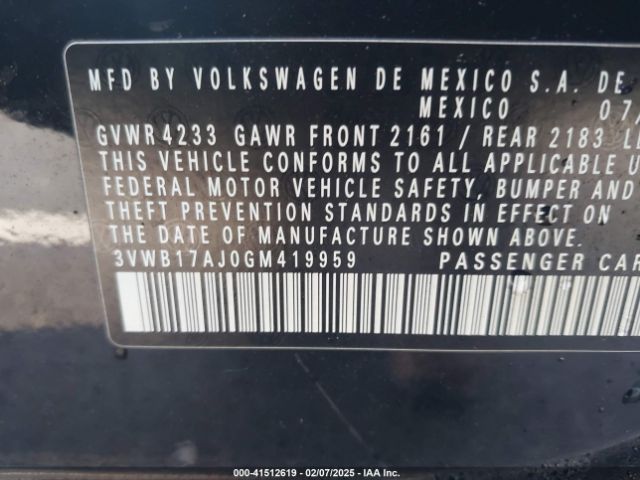 MFD BY VOLKSWAGEN DE MEXICO S.A. DE
MEXICO 07
GVWR 4233 GAWR FRONT 2161 / REAR 2183
THIS VEHICLE CONFORMS TO ALL APPLICABLE
FEDERAL MOTOR VEHICLE SAFETY, BUMPER AND
THEFT PREVENTION STANDARDS IN EFFECT ON
THE DATE OF MANUFACTURE SHOWN ABOVE
3VWB17AJ0GM419959 PASSENGER CAR
000-41512619 - 02/07/2025 - IAA Inc.